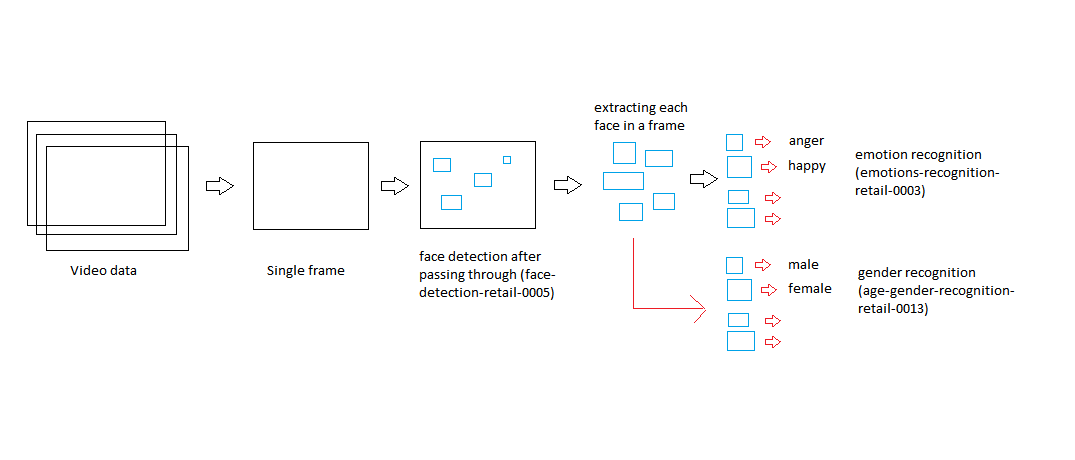 Video data
Single frame
face detection after
passing through (face-
detection-retail-0005)
extracting each
face in a frame
anger
happy
emotion recognition
(emotions-recognition-
retail-0003)
male
female
gender recognition
(age-gender-recognition-
retail-0013)